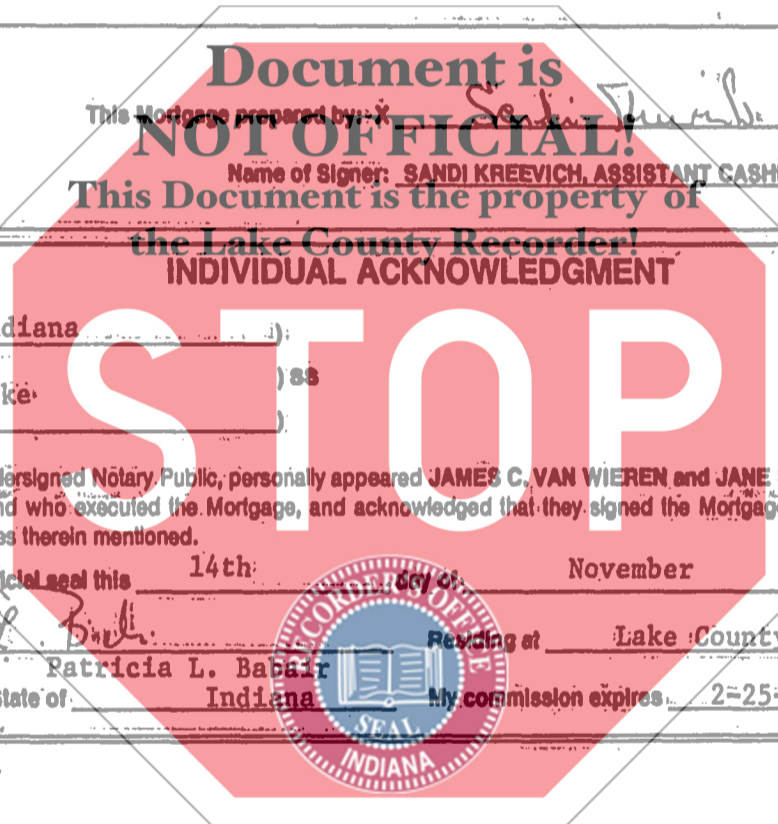 Document is
This Mortgage prepared by: X
NOT OFFICIAL!
Name of Signer: SANDI KREEVICH, ASSISTANT CASH
This Document is the property of
the Lake County Recorder!
INDIVIDUAL ACKNOWLEDGMENT
diana )
) SS
ke
)
STOP
dersigned Notary Public, personally appeared JAMES C. VAN WIEREN and JANE
nd who executed the Mortgage, and acknowledged that they signed the Mortgage
es therein mentioned.
ficial seal this 14th day of November
Residing at Lake County
Patricia L. Babair
State of Indiana My commission expires 2-25-
RECORDER'S OFFICE
SEAL
INDIANA